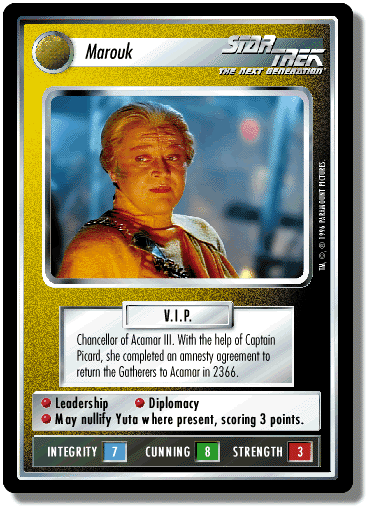 Marouk
STAR TREK
THE NEXT GENERATION
TM, ©, ® 1996 PARAMOUNT PICTURES.
V.I.P.
Chancellor of Acamar III. With the help of Captain
Picard, she completed an amnesty agreement to
return the Gatherers to Acamar in 2366.
Leadership Diplomacy
May nullify Yuta where present, scoring 3 points.
INTEGRITY 7 CUNNING 8 STRENGTH 3